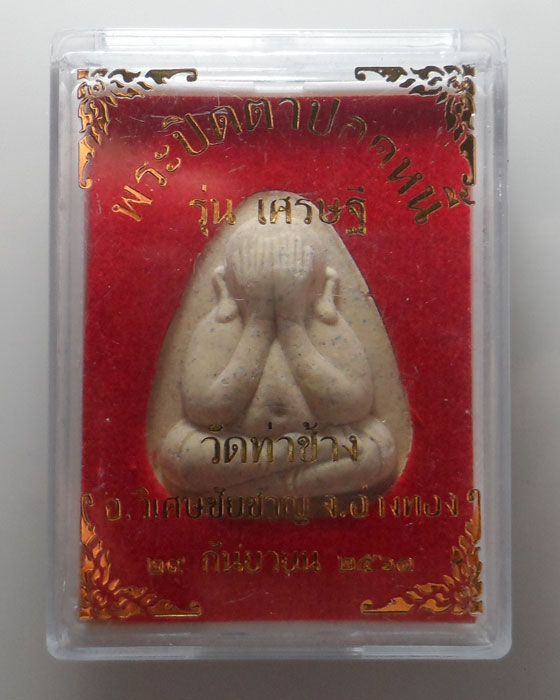 พระปิดตาปลดหนี้
รุ่น เศรษฐี
วัดท่าช้าง
อ.วิเศษชัยชาญ จ.อ่างทอง
กันยายน